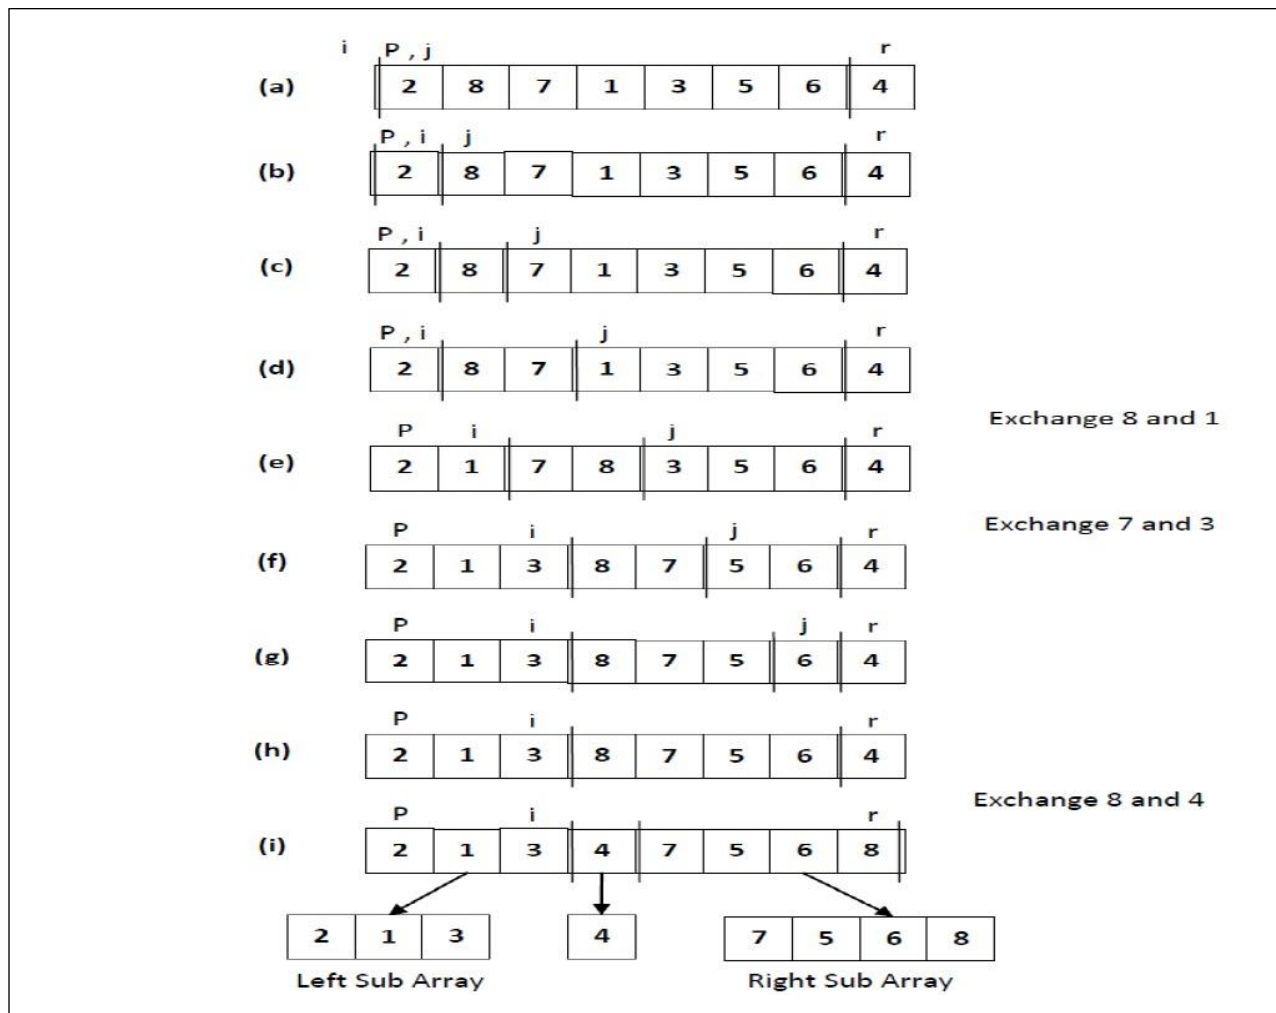 i P , j r
(a) 2 8 7 1 3 5 6 4
P , i j r
(b) 2 8 7 1 3 5 6 4
P , i j r
(c) 2 8 7 1 3 5 6 4
P , i j r
(d) 2 8 7 1 3 5 6 4
Exchange 8 and 1
P i j r
(e) 2 1 7 8 3 5 6 4
Exchange 7 and 3
P i j r
(f) 2 1 3 8 7 5 6 4
P i j r
(g) 2 1 3 8 7 5 6 4
P i r
(h) 2 1 3 8 7 5 6 4
Exchange 8 and 4
P i r
(i) 2 1 3 4 7 5 6 8
2 1 3 4 7 5 6 8
Left Sub Array Right Sub Array